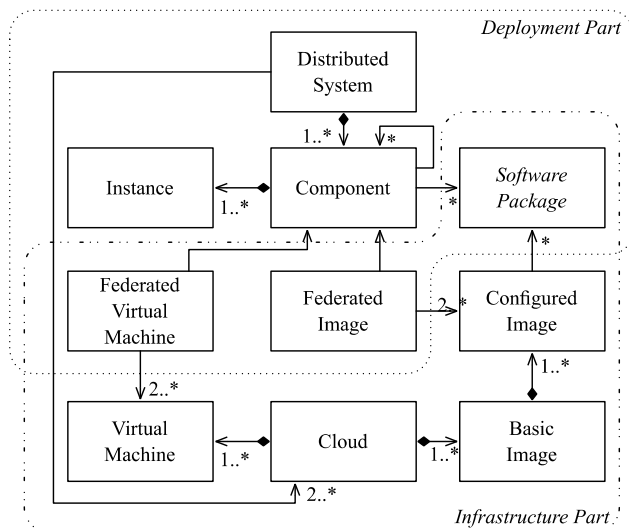 Deployment Part
Distributed
System
1..*
*
Instance
Component
Software
Package
1..*
*
*
Federated
Virtual
Machine
Federated
Image
2..*
Configured
Image
2..*
1..*
Virtual
Machine
Cloud
Basic
Image
1..*
1..*
2..*
Infrastructure Part